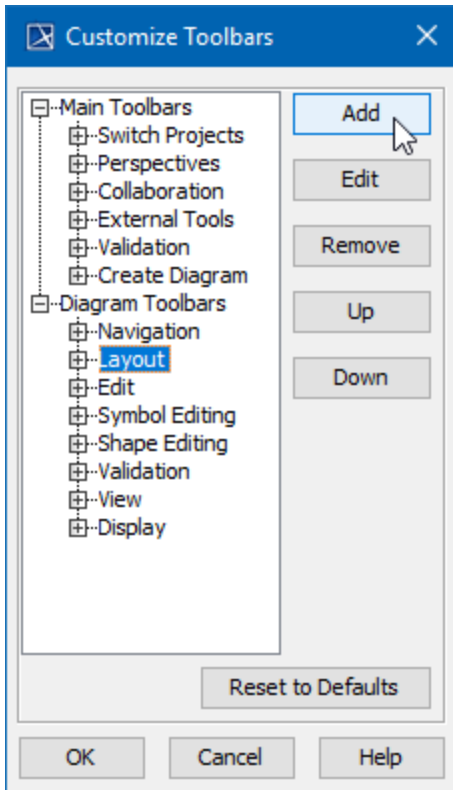 Customize Toolbars
Main Toolbars
Switch Projects
Perspectives
Collaboration
External Tools
Validation
Create Diagram
Diagram Toolbars
Navigation
Layout
Edit
Symbol Editing
Shape Editing
Validation
View
Display
Add
Edit
Remove
Up
Down
Reset to Defaults
OK
Cancel
Help